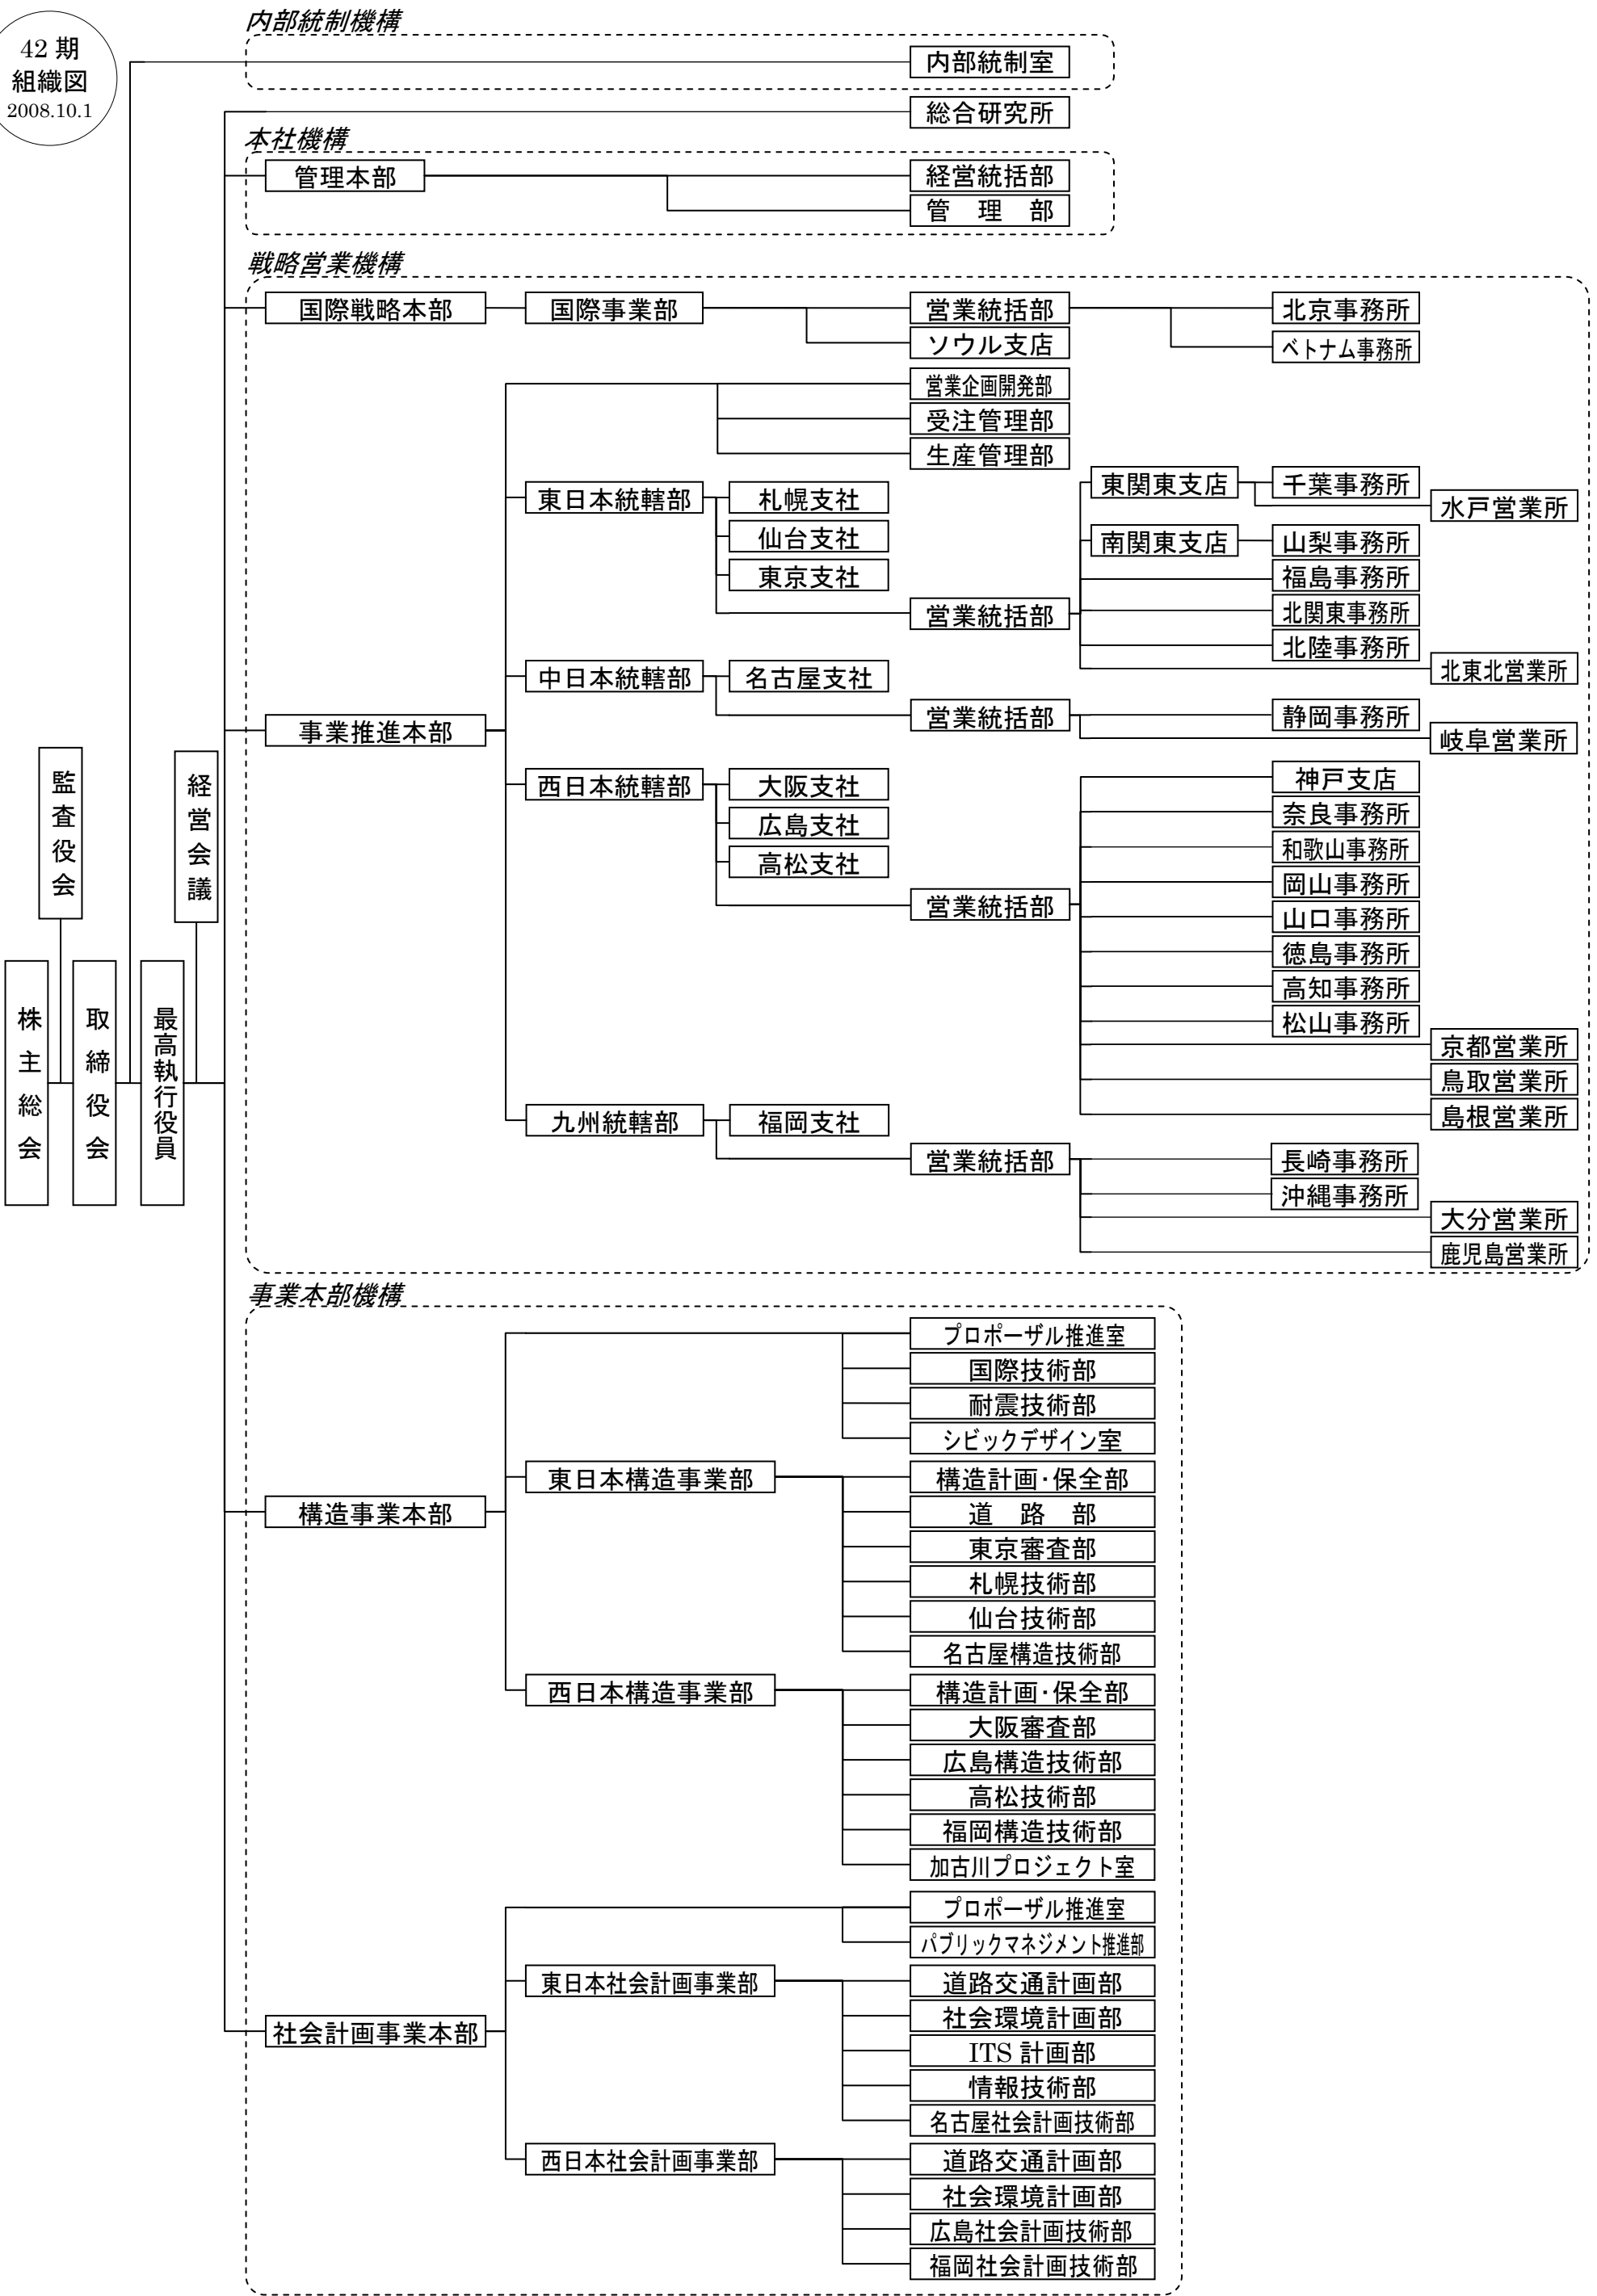 42 期
組織図
2008.10.1
内部統制機構
内部統制室
総合研究所
本社機構
管理本部
経営統括部
管　理　部
戦略営業機構
国際戦略本部
国際事業部
営業統括部
北京事務所
ソウル支店
ベトナム事務所
営業企画開発部
受注管理部
生産管理部
東日本統轄部
札幌支社
仙台支社
東京支社
東関東支店
千葉事務所
水戸営業所
南関東支店
山梨事務所
福島事務所
営業統括部
北関東事務所
北陸事務所
北東北営業所
中日本統轄部
名古屋支社
営業統括部
静岡事務所
岐阜営業所
事業推進本部
西日本統轄部
大阪支社
広島支社
高松支社
営業統括部
神戸支店
奈良事務所
和歌山事務所
岡山事務所
山口事務所
徳島事務所
高知事務所
松山事務所
京都営業所
鳥取営業所
島根営業所
九州統轄部
福岡支社
営業統括部
長崎事務所
沖縄事務所
大分営業所
鹿児島営業所
監査役会
経営会議
株主総会
取締役会
最高執行役員
事業本部機構
プロポーザル推進室
国際技術部
耐震技術部
シビックデザイン室
構造事業本部
東日本構造事業部
構造計画･保全部
道　路　部
東京審査部
札幌技術部
仙台技術部
名古屋構造技術部
西日本構造事業部
構造計画･保全部
大阪審査部
広島構造技術部
高松技術部
福岡構造技術部
加古川プロジェクト室
プロポーザル推進室
パブリックマネジメント推進部
社会計画事業本部
東日本社会計画事業部
道路交通計画部
社会環境計画部
ITS 計画部
情報技術部
名古屋社会計画技術部
西日本社会計画事業部
道路交通計画部
社会環境計画部
広島社会計画技術部
福岡社会計画技術部